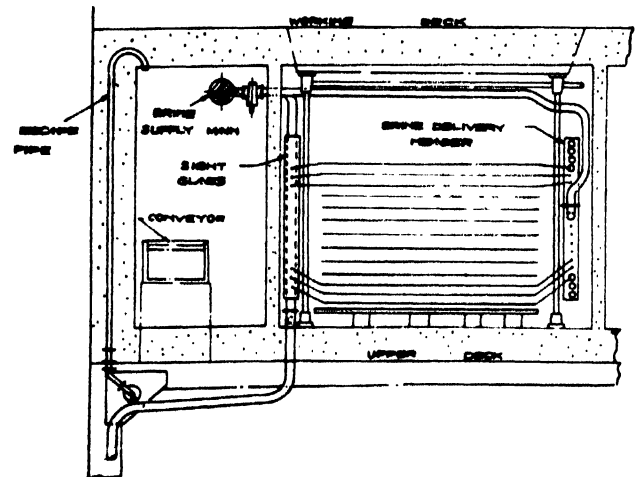 WORKING DECK
ESCAPE
PIPE
BRINE
SUPPLY MAIN
SIGHT
GLASS
BRINE DELIVERY
HEADER
CONVEYOR
UPPER DECK